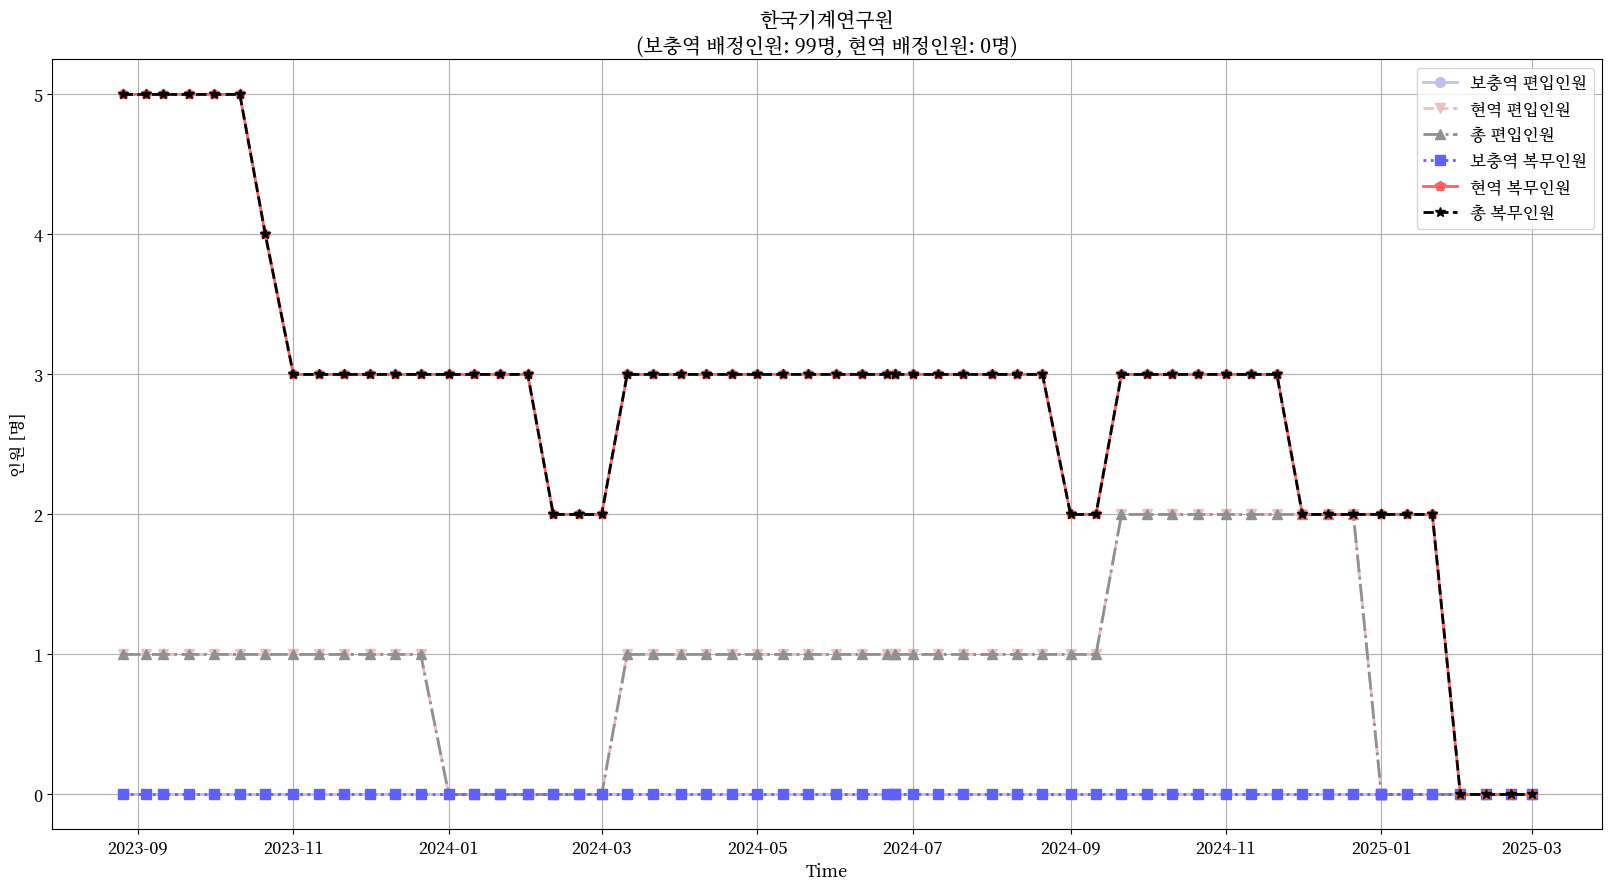 한국기계연구원
(보충역 배정인원: 99명, 현역 배정인원: 0명)
보충역 편입인원
현역 편입인원
총 편입인원
보충역 복무인원
현역 복무인원
총 복무인원
인원 [명]
5
4
3
2
1
0
2023-09 2023-11 2024-01 2024-03 2024-05 2024-07 2024-09 2024-11 2025-01 2025-03
Time